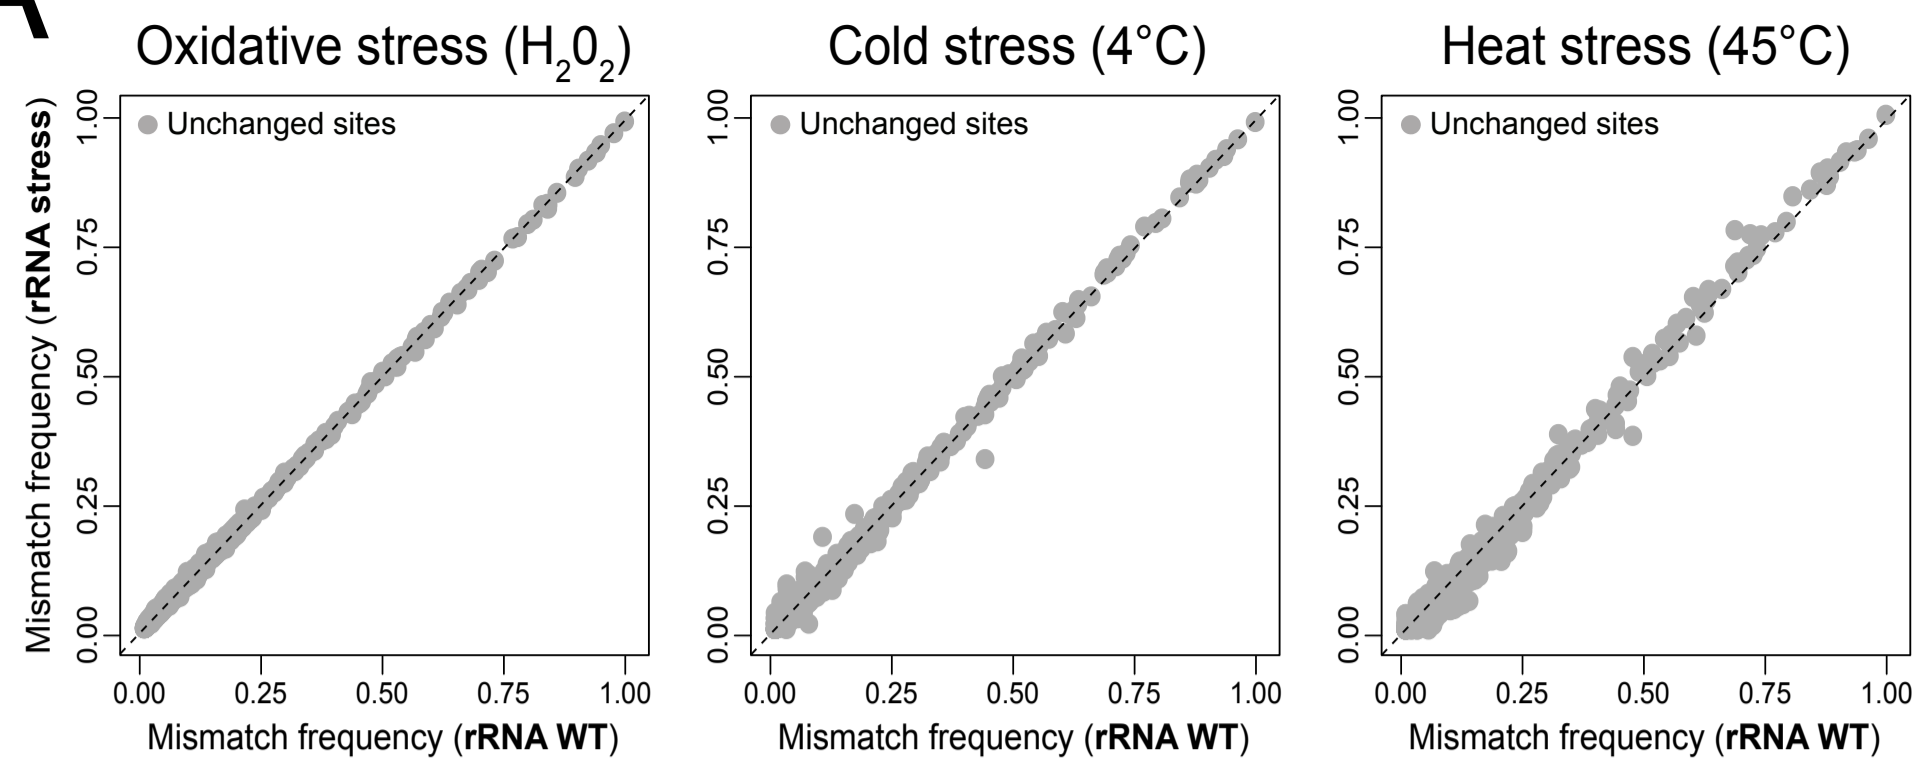 A
Oxidative stress (H₂0₂)
Cold stress (4°C)
Heat stress (45°C)
Mismatch frequency (rRNA stress)
1.00
0.75
0.50
0.25
0.00
Unchanged sites
0.00 0.25 0.50 0.75 1.00
Mismatch frequency (rRNA WT)
1.00
0.75
0.50
0.25
0.00
Unchanged sites
0.00 0.25 0.50 0.75 1.00
Mismatch frequency (rRNA WT)
1.00
0.75
0.50
0.25
0.00
Unchanged sites
0.00 0.25 0.50 0.75 1.00
Mismatch frequency (rRNA WT)